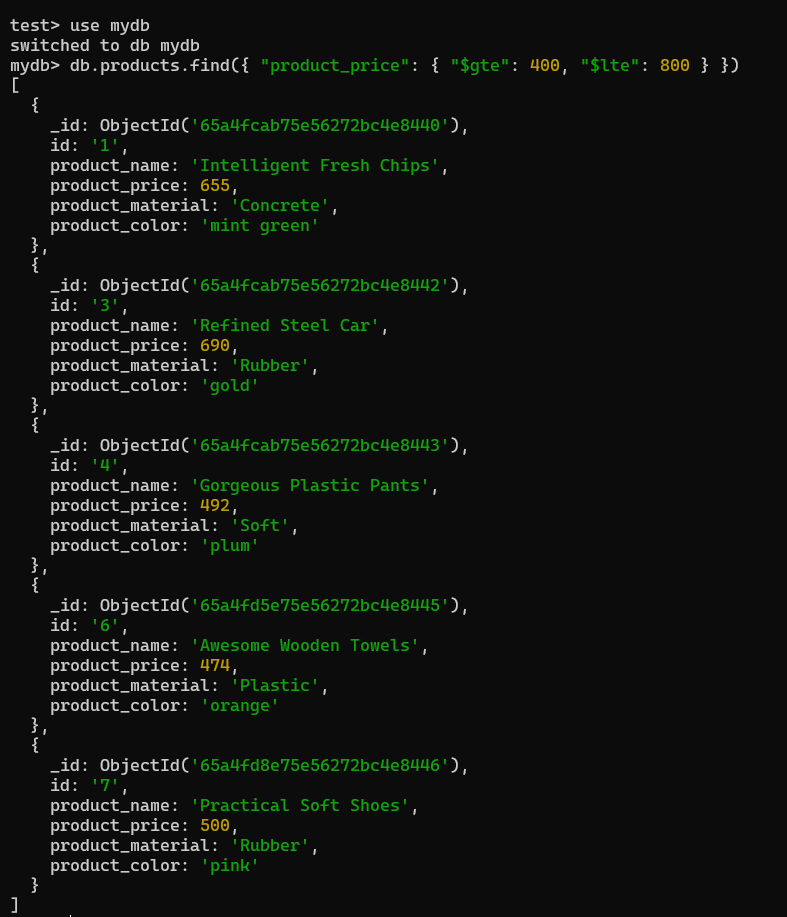 test> use mydb
switched to db mydb
mydb> db.products.find({ "product_price": { "$gte": 400, "$lte": 800 } })
[
  {
    _id: ObjectId('65a4fcab75e56272bc4e8440'),
    id: '1',
    product_name: 'Intelligent Fresh Chips',
    product_price: 655,
    product_material: 'Concrete',
    product_color: 'mint green'
  },
  {
    _id: ObjectId('65a4fcab75e56272bc4e8442'),
    id: '3',
    product_name: 'Refined Steel Car',
    product_price: 690,
    product_material: 'Rubber',
    product_color: 'gold'
  },
  {
    _id: ObjectId('65a4fcab75e56272bc4e8443'),
    id: '4',
    product_name: 'Gorgeous Plastic Pants',
    product_price: 492,
    product_material: 'Soft',
    product_color: 'plum'
  },
  {
    _id: ObjectId('65a4fd5e75e56272bc4e8445'),
    id: '6',
    product_name: 'Awesome Wooden Towels',
    product_price: 474,
    product_material: 'Plastic',
    product_color: 'orange'
  },
  {
    _id: ObjectId('65a4fd8e75e56272bc4e8446'),
    id: '7',
    product_name: 'Practical Soft Shoes',
    product_price: 500,
    product_material: 'Rubber',
    product_color: 'pink'
  }
]